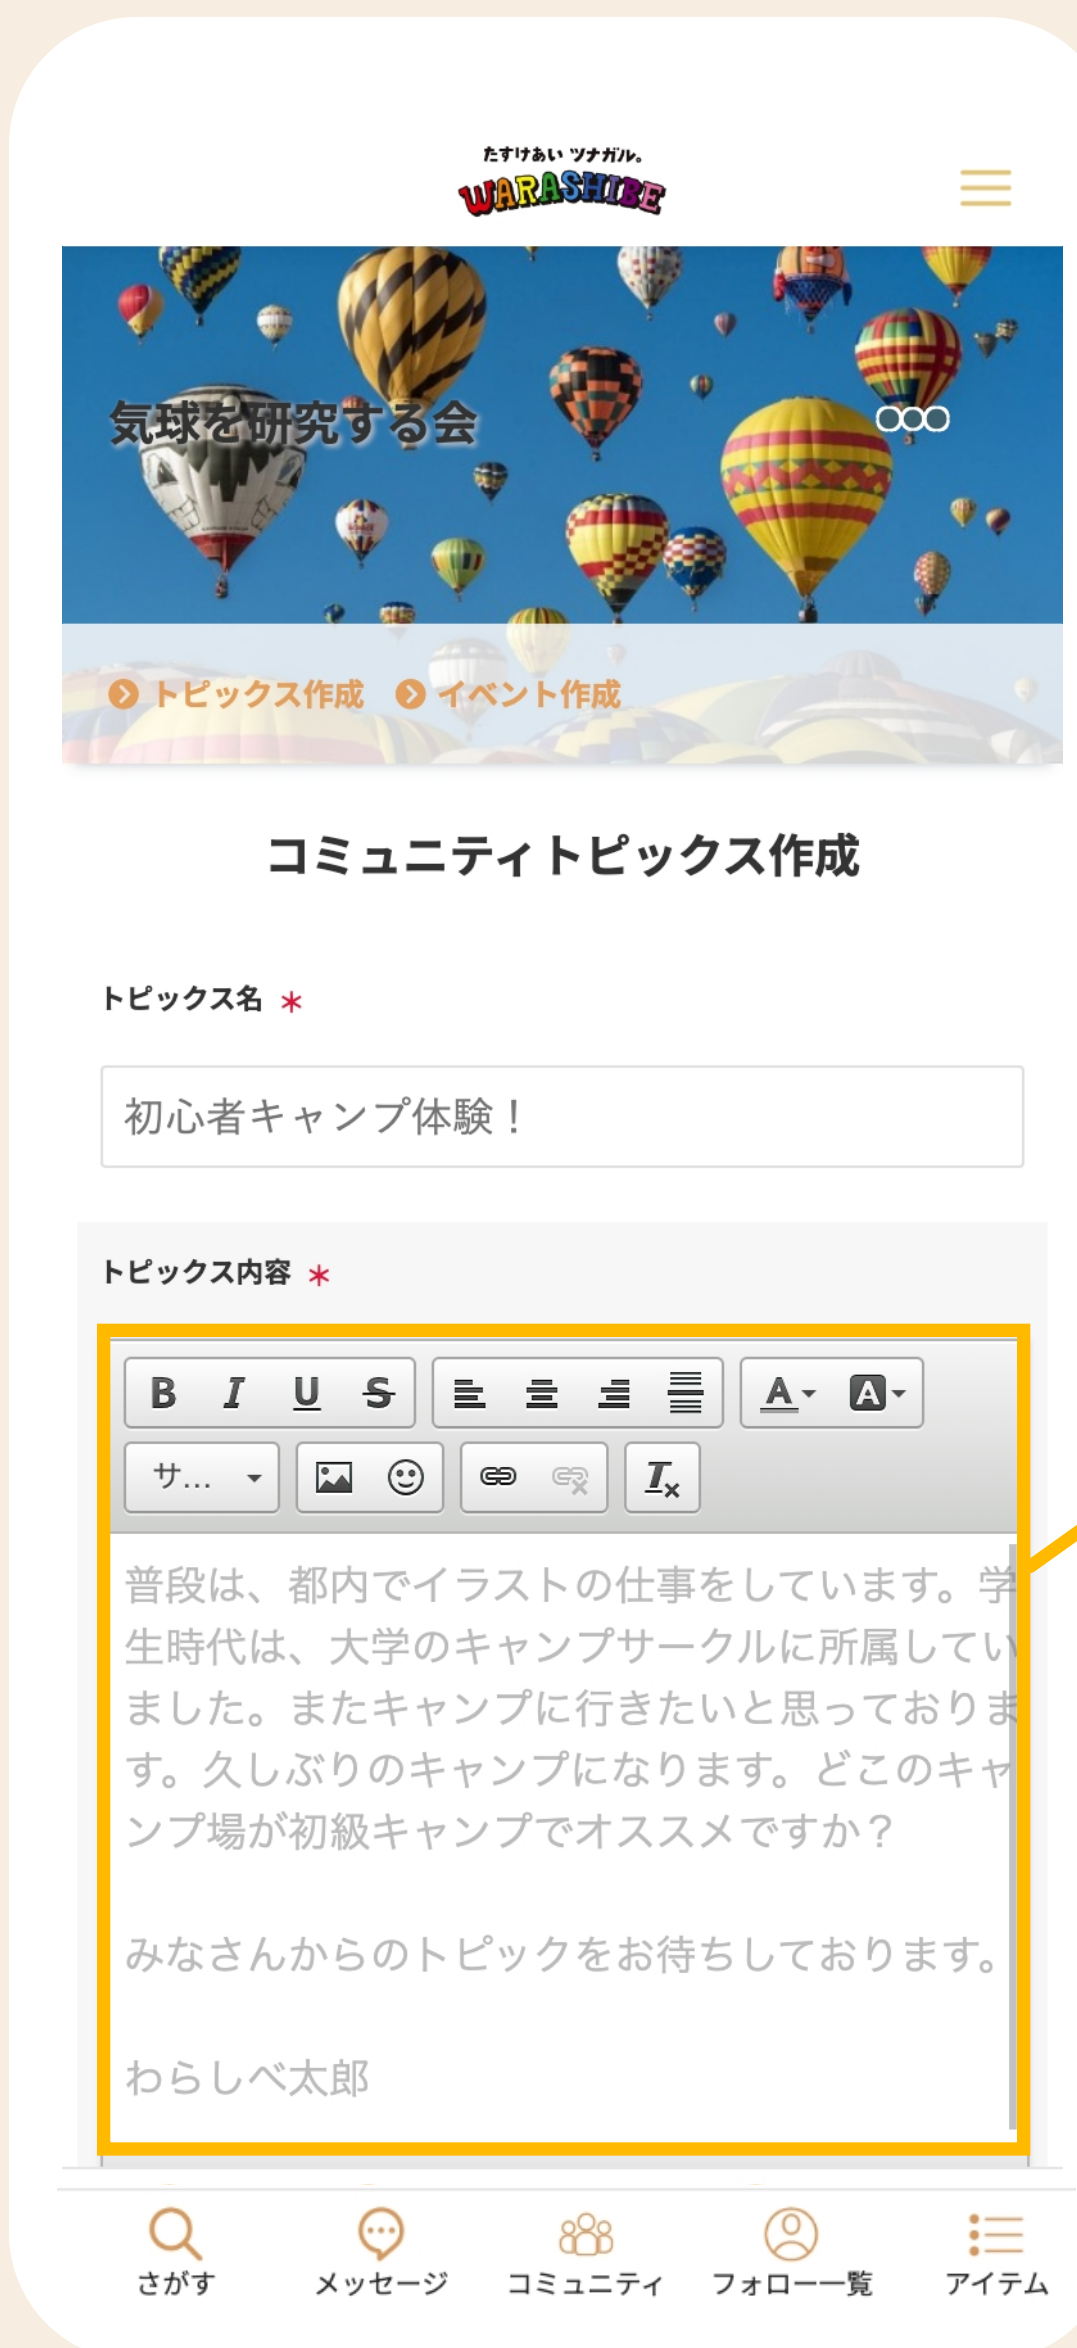 たすけあい ツナガル。
WARASHIBE
気球を研究する会
トピックス作成 イベント作成
コミュニティトピックス作成
トピックス名 *
初心者キャンプ体験！
トピックス内容 *
B I U S A A
サ... Tx
普段は、都内でイラストの仕事をしています。学
生時代は、大学のキャンプサークルに所属してい
ました。またキャンプに行きたいと思っておりま
す。久しぶりのキャンプになります。どこのキャ
ンプ場が初級キャンプでオススメですか？
みなさんからのトピックをお待ちしております。
わらしべ太郎
さがす メッセージ コミュニティ フォロー一覧 アイテム